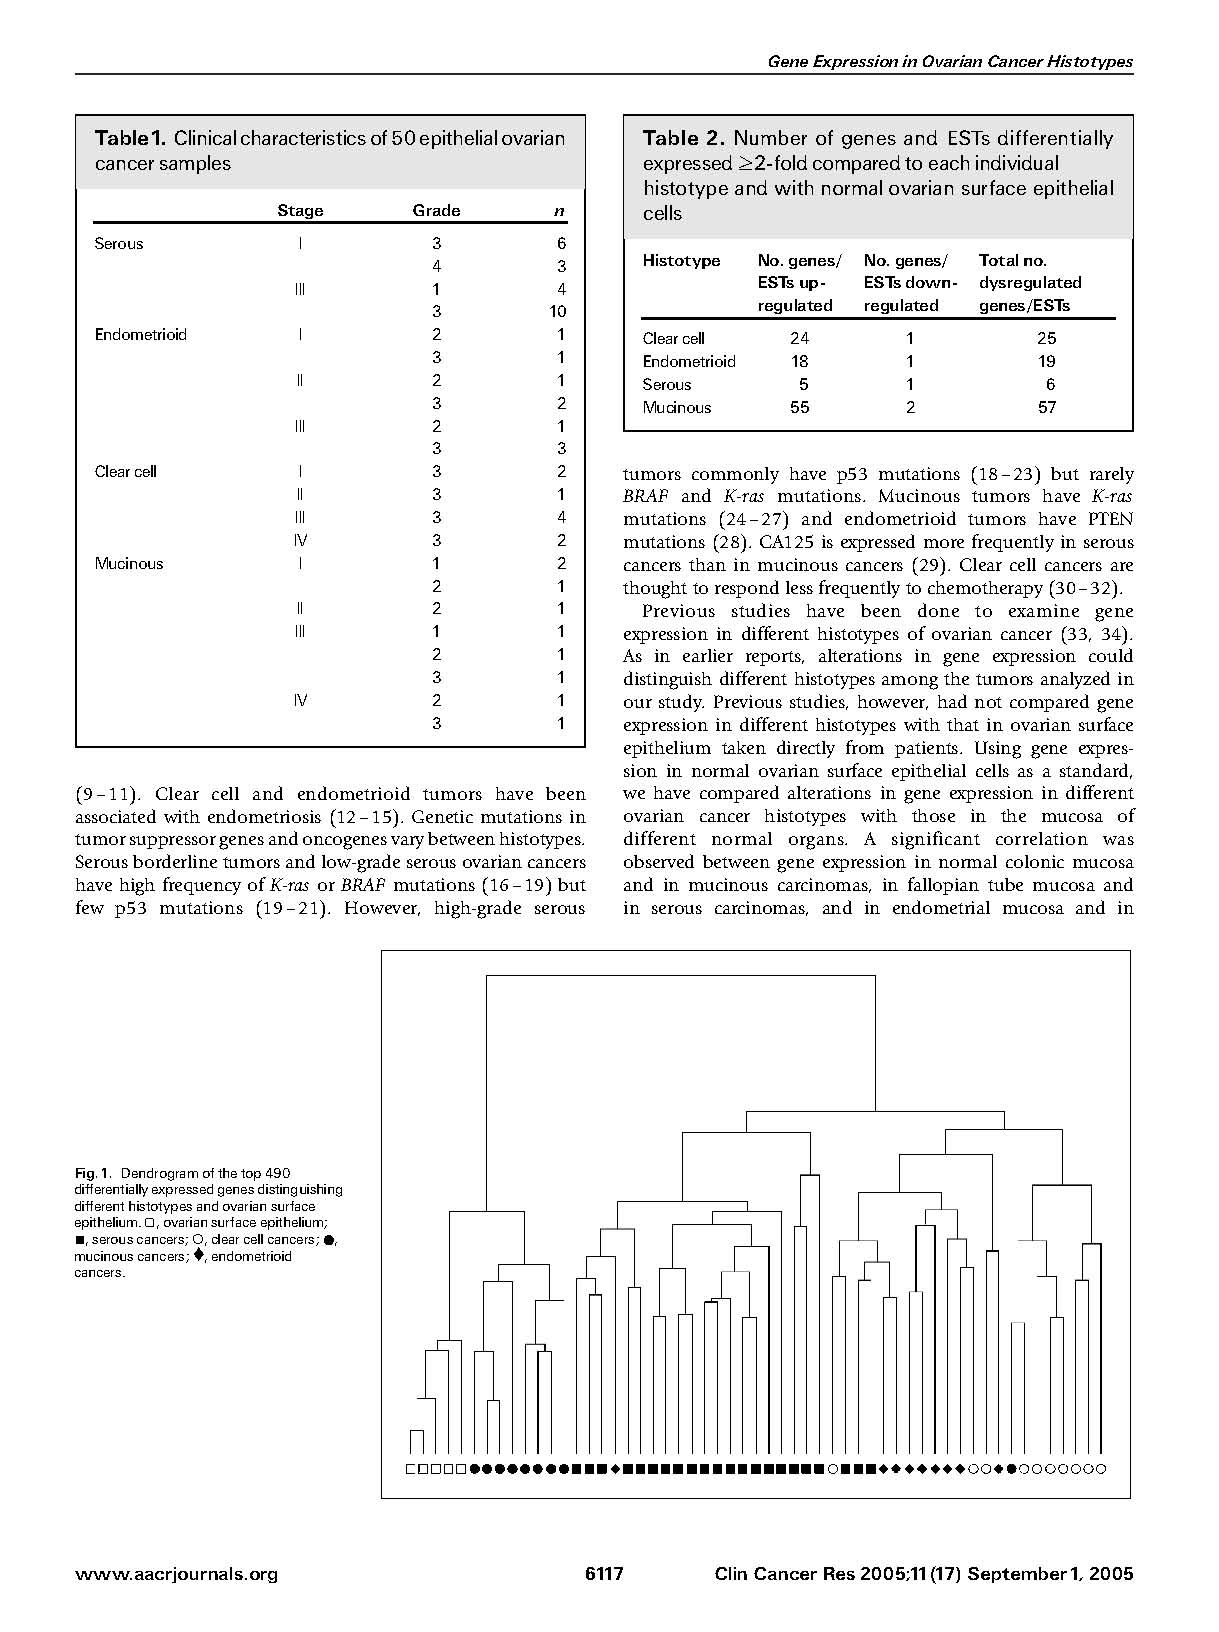 Gene Expression in Ovarian Cancer Histotypes
Table 1. Clinical characteristics of 50 epithelial ovarian
cancer samples
Stage Grade n
Serous I 3 6
4 3
III 1 4
3 10
Endometrioid I 2 1
3 1
II 2 1
3 2
III 2 1
3 3
Clear cell I 3 2
II 3 1
III 3 4
IV 3 2
Mucinous I 1 2
2 1
II 2 1
III 1 1
2 1
3 1
IV 2 1
3 1
(9–11). Clear cell and endometrioid tumors have been
associated with endometriosis (12–15). Genetic mutations in
tumor suppressor genes and oncogenes vary between histotypes.
Serous borderline tumors and low-grade serous ovarian cancers
have high frequency of K-ras or BRAF mutations (16–19) but
few p53 mutations (19–21). However, high-grade serous
Table 2. Number of genes and ESTs differentially
expressed ≥2-fold compared to each individual
histotype and with normal ovarian surface epithelial
cells
Histotype No. genes/ No. genes/ Total no.
ESTs up- ESTs down- dysregulated
regulated regulated genes/ESTs
Clear cell 24 1 25
Endometrioid 18 1 19
Serous 5 1 6
Mucinous 55 2 57
tumors commonly have p53 mutations (18–23) but rarely
BRAF and K-ras mutations. Mucinous tumors have K-ras
mutations (24–27) and endometrioid tumors have PTEN
mutations (28). CA125 is expressed more frequently in serous
cancers than in mucinous cancers (29). Clear cell cancers are
thought to respond less frequently to chemotherapy (30–32).
Previous studies have been done to examine gene
expression in different histotypes of ovarian cancer (33, 34).
As in earlier reports, alterations in gene expression could
distinguish different histotypes among the tumors analyzed in
our study. Previous studies, however, had not compared gene
expression in different histotypes with that in ovarian surface
epithelium taken directly from patients. Using gene expres-
sion in normal ovarian surface epithelial cells as a standard,
we have compared alterations in gene expression in different
ovarian cancer histotypes with those in the mucosa of
different normal organs. A significant correlation was
observed between gene expression in normal colonic mucosa
and in mucinous carcinomas, in fallopian tube mucosa and
in serous carcinomas, and in endometrial mucosa and in
Fig. 1. Dendrogram of the top 490
differentially expressed genes distinguishing
different histotypes and ovarian surface
epithelium. □, ovarian surface epithelium;
■, serous cancers; ○, clear cell cancers; ●,
mucinous cancers; ♦, endometrioid
cancers.
www.aacrjournals.org 6117 Clin Cancer Res 2005;11(17) September 1, 2005